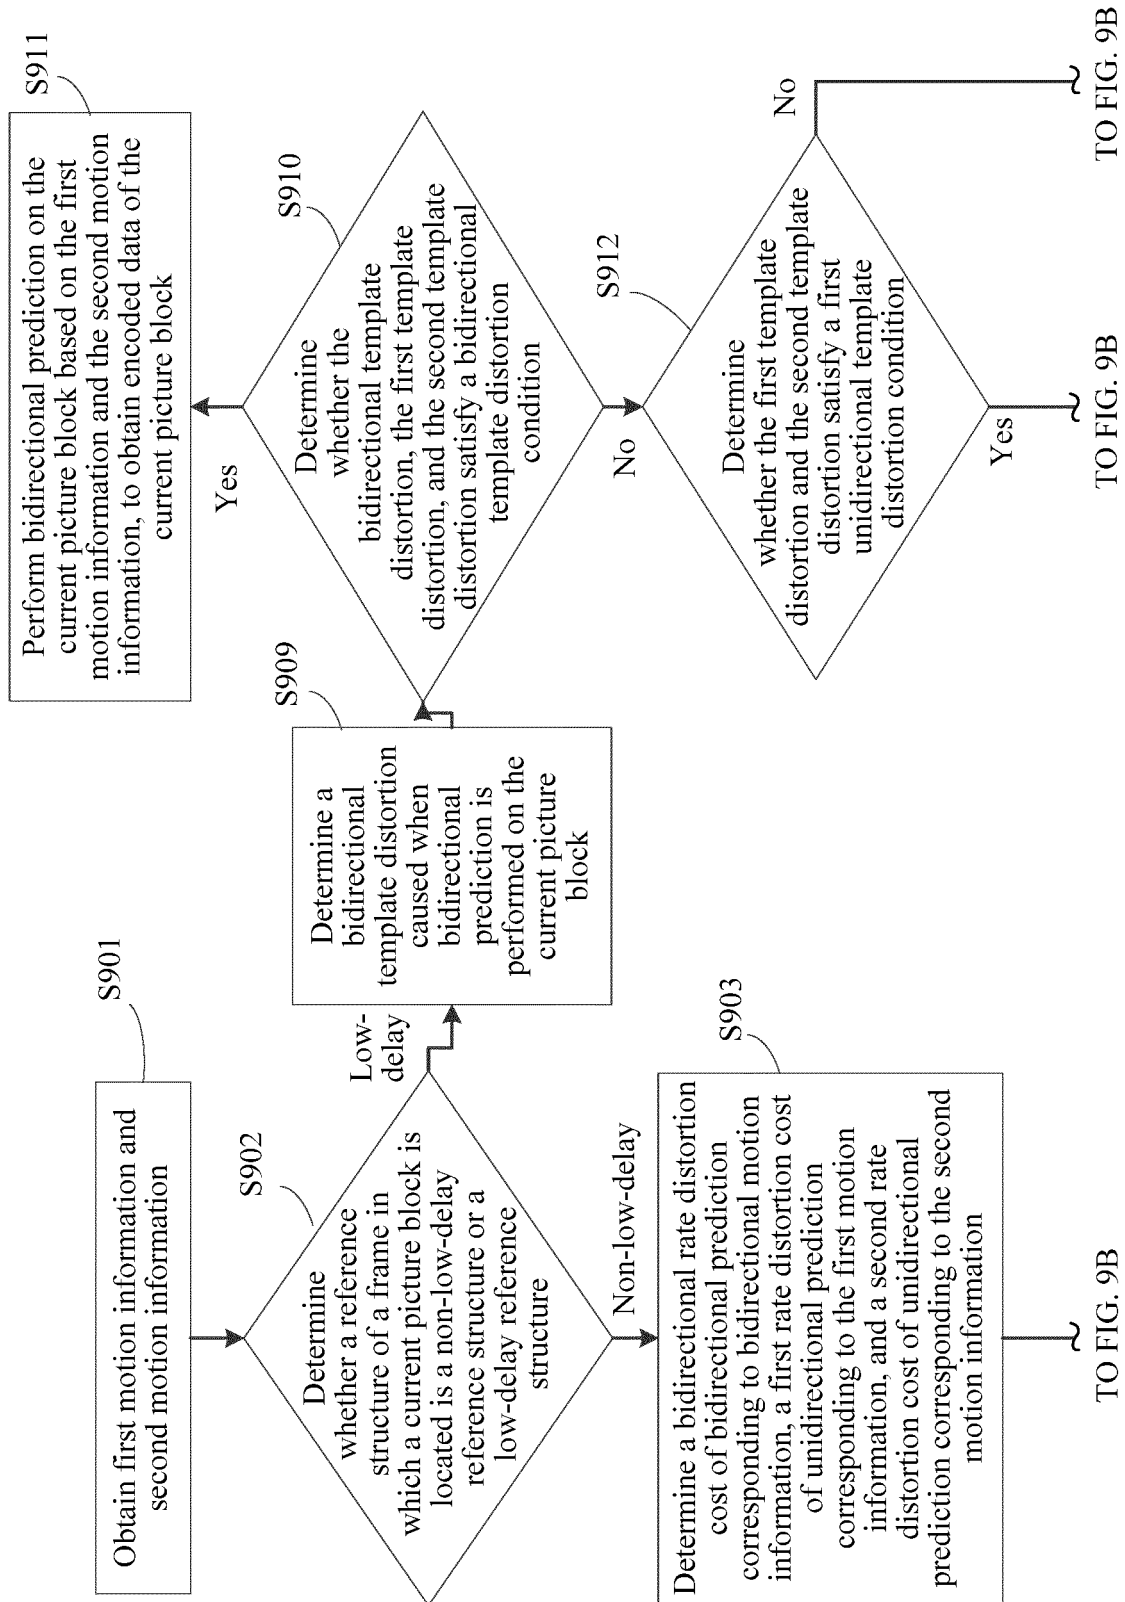 S901
Obtain first motion information and
second motion information
S902
Determine
whether a reference
structure of a frame in
which a current picture block is
located is a non-low-delay
reference structure or a
low-delay reference
structure
Low-
delay
Non-low-delay
S903
Determine a bidirectional rate distortion
cost of bidirectional prediction
corresponding to bidirectional motion
information, a first rate distortion cost
of unidirectional prediction
corresponding to the first motion
information, and a second rate
distortion cost of unidirectional
prediction corresponding to the second
motion information
TO FIG. 9B
S909
Determine a
bidirectional
template distortion
caused when
bidirectional
prediction is
performed on the
current picture
block
S911
Perform bidirectional prediction on the
current picture block based on the first
motion information and the second motion
information, to obtain encoded data of the
current picture block
Yes
S910
Determine
whether the
bidirectional template
distortion, the first template
distortion, and the second template
distortion satisfy a bidirectional
template distortion
condition
No
S912
Determine
whether the first template
distortion and the second template
distortion satisfy a first
unidirectional template
distortion condition
No
Yes
TO FIG. 9B
TO FIG. 9B